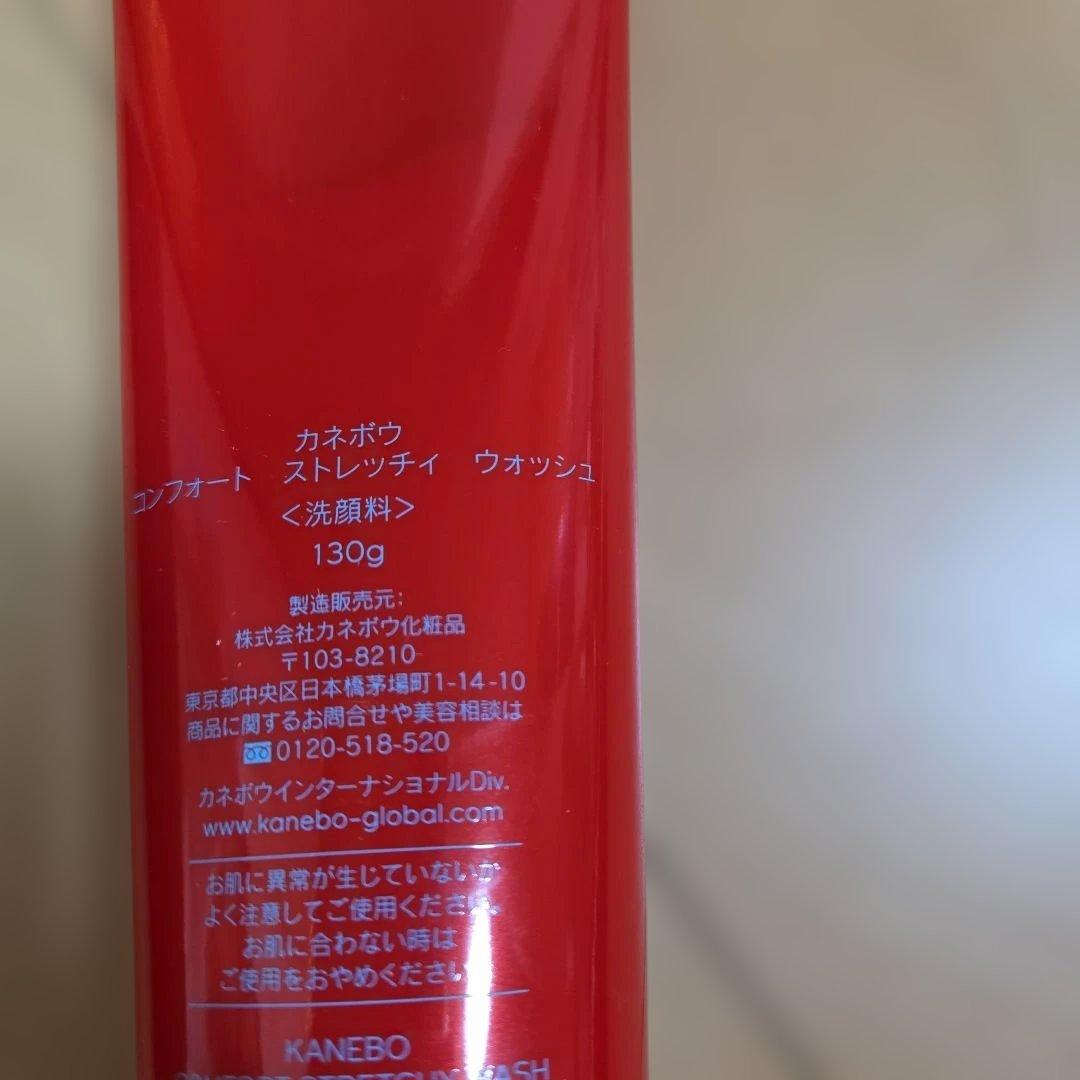 カネボウ
コンフォート　ストレッチィ　ウォッシュ
＜洗顔料＞
130g
製造販売元：
株式会社カネボウ化粧品
〒103-8210
東京都中央区日本橋茅場町1-14-10
商品に関するお問合せや美容相談は
0120-518-520
カネボウインターナショナルDiv.
www.kanebo-global.com
お肌に異常が生じていないか
よく注意してご使用ください。
お肌に合わない時は
ご使用をおやめください
KANEBO
COMFORT STRETCHY WASH